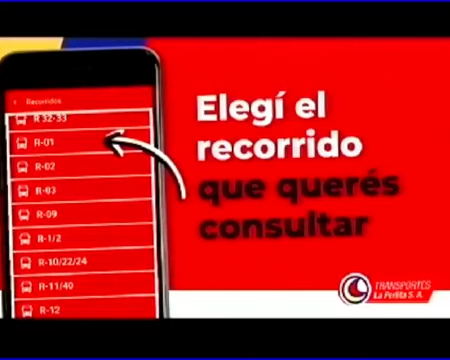 Recorridos
R 32-33
R-01
R-02
R-03
R-09
R-1/2
R-10/22/24
R-11/40
R-12
Elegí el
recorrido
que querés
consultar
TRANSPORTES
La Perlita S. A.